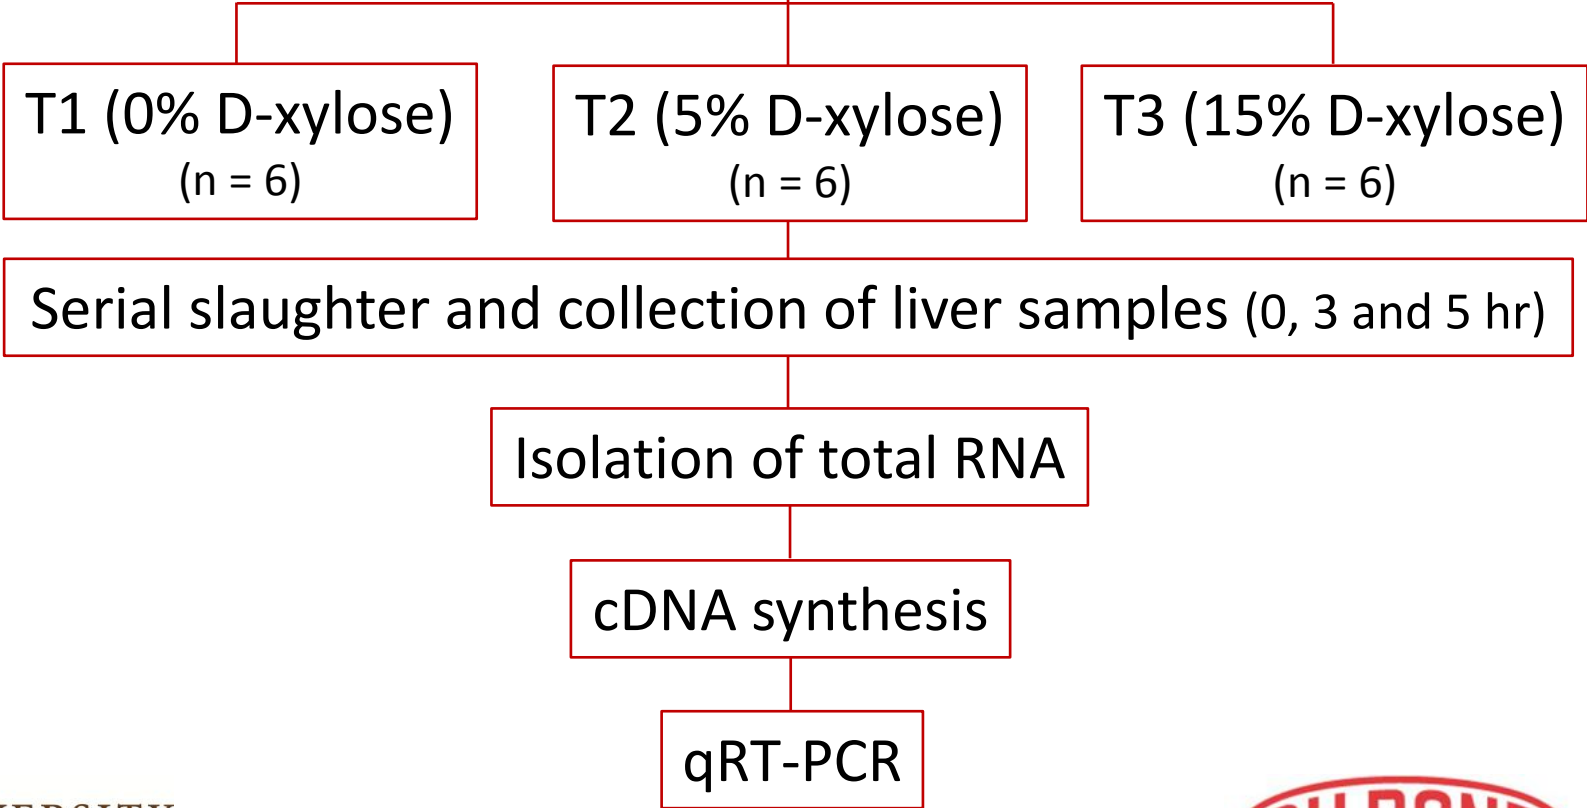 T1 (0% D-xylose)
(n = 6)
T2 (5% D-xylose)
(n = 6)
T3 (15% D-xylose)
(n = 6)
Serial slaughter and collection of liver samples (0, 3 and 5 hr)
Isolation of total RNA
cDNA synthesis
qRT-PCR